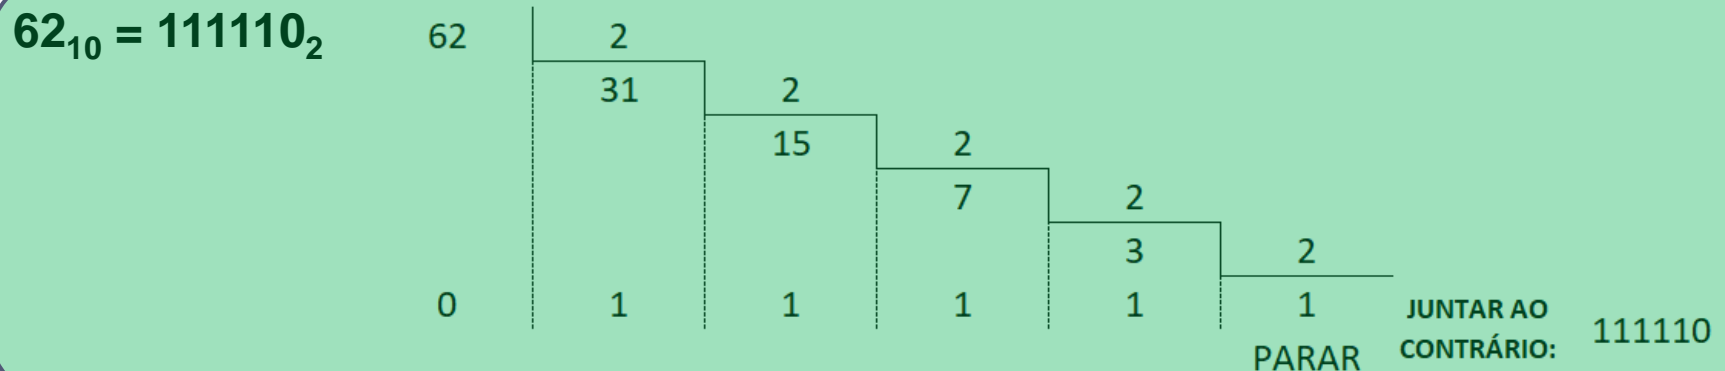 62₁₀ = 111110₂
62 2
31 2
15 2
7 2
3 2
0 1 1 1 1 1
PARAR
JUNTAR AO
CONTRÁRIO:
111110